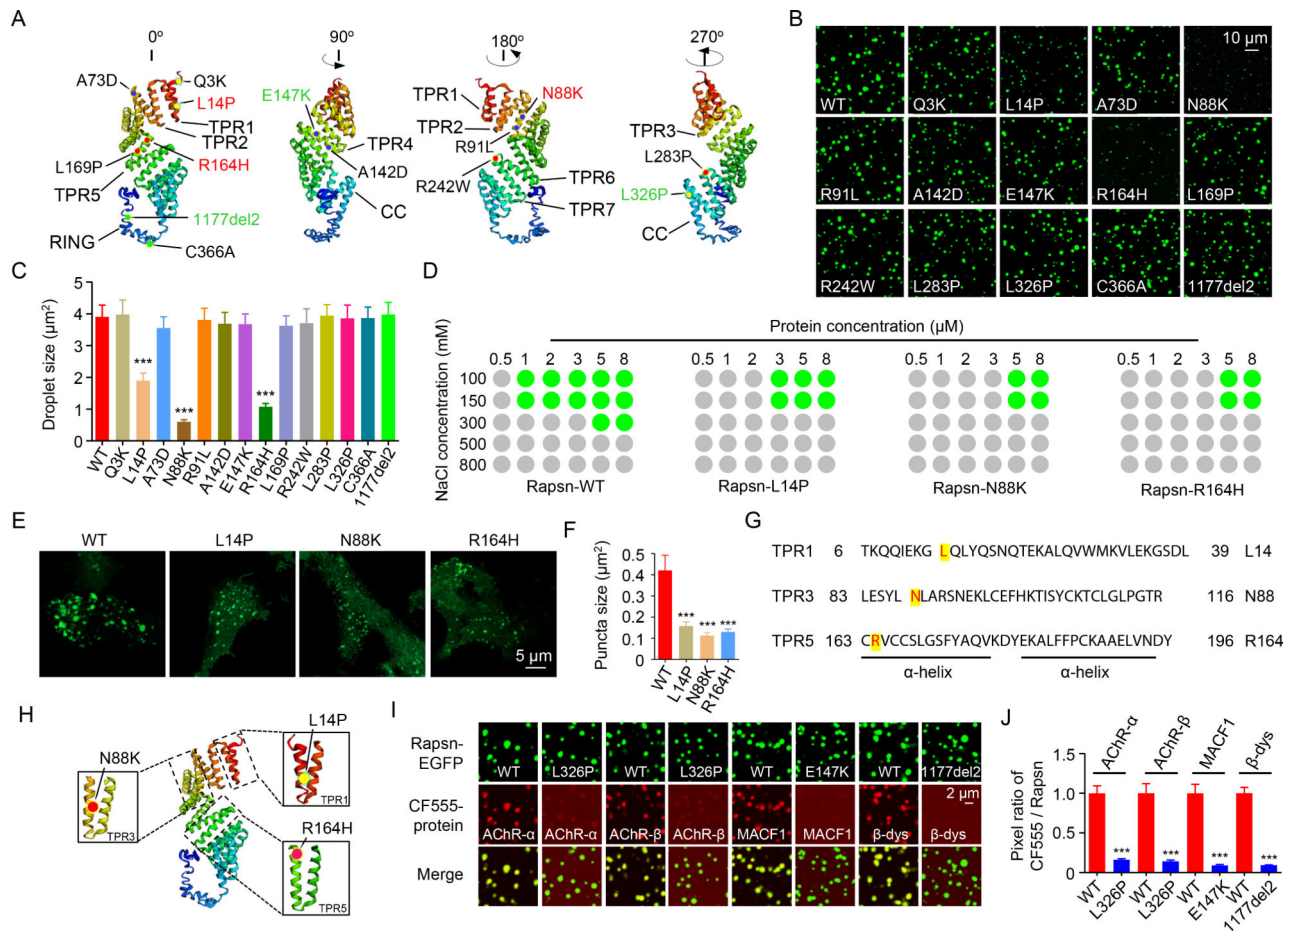 A
0°
90°
180°
270°
A73D
Q3K
L14P
TPR1
TPR2
L169P
R164H
TPR5
1177del2
RING
C366A
E147K
TPR4
A142D
CC
TPR1
N88K
TPR2
R91L
R242W
TPR6
TPR7
TPR3
L283P
L326P
CC
B
10 µm
WT Q3K L14P A73D N88K
R91L A142D E147K R164H L169P
R242W L283P L326P C366A 1177del2
C
Droplet size (µm²)
5
4
3
2
1
0
*** *** ***
WT Q3K L14P A73D N88K R91L A142D E147K R164H L169P R242W L283P L326P C366A 1177del2
D
Protein concentration (µM)
NaCl concentration (mM)
0.5 1 2 3 5 8 0.5 1 2 3 5 8 0.5 1 2 3 5 8 0.5 1 2 3 5 8
100
150
300
500
800
Rapsn-WT Rapsn-L14P Rapsn-N88K Rapsn-R164H
E
WT L14P N88K R164H
5 µm
F
Puncta size (µm²)
0.5
0.4
0.3
0.2
0.1
0
*** *** ***
WT L14P N88K R164H
G
TPR1 6 TKQQIEKG LQLYQSNQTEKALQVWMKVLEKGSDL 39 L14
TPR3 83 LESYL NLARSNEKLCEFHKTISYCKTCLGLPGTR 116 N88
TPR5 163 CRVCCSLGSFYAQVKDYEKALFFPCKAAELVNDY 196 R164
α-helix α-helix
H
N88K
TPR3
L14P
TPR1
R164H
TPR5
I
Rapsn-
EGFP
WT L326P WT L326P WT E147K WT 1177del2
CF555-
protein
2 µm
AChR-α AChR-α AChR-β AChR-β MACF1 MACF1 β-dys β-dys
Merge
J
Pixel ratio of
CF555 / Rapsn
AChR-α AChR-β MACF1 β-dys
1.5
1.0
0.5
0
*** *** *** ***
WT L326P WT L326P WT E147K WT 1177del2